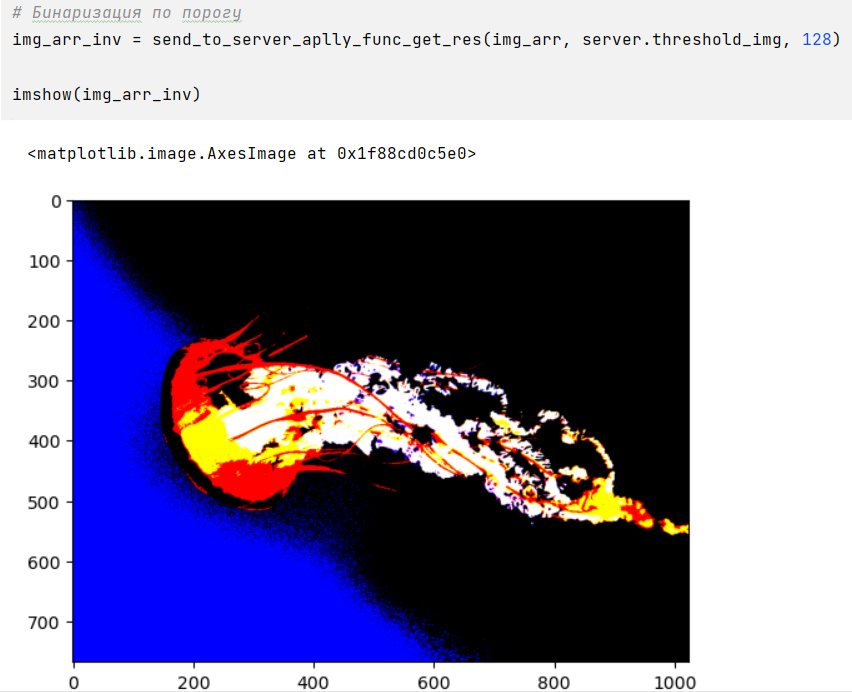 # Бинаризация по порогу
img_arr_inv = send_to_server_aplly_func_get_res(img_arr, server.threshold_img, 128)
imshow(img_arr_inv)
<matplotlib.image.AxesImage at 0x1f88cd0c5e0>
0
100
200
300
400
500
600
700
0 200 400 600 800 1000